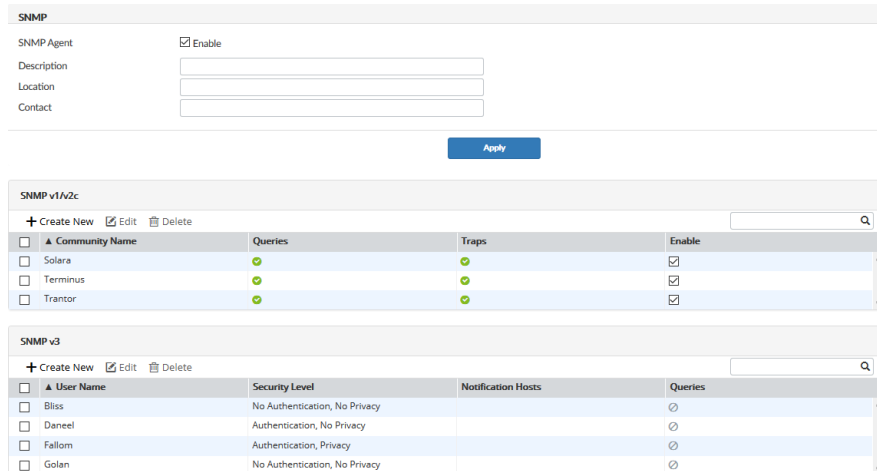 SNMP
SNMP Agent Enable
Description
Location
Contact
Apply
SNMP v1/v2c
Create New Edit Delete
Community Name Queries Traps Enable
Solara
Terminus
Trantor
SNMP v3
Create New Edit Delete
User Name Security Level Notification Hosts Queries
Bliss No Authentication, No Privacy
Daneel Authentication, No Privacy
Fallom Authentication, Privacy
Golan No Authentication, No Privacy